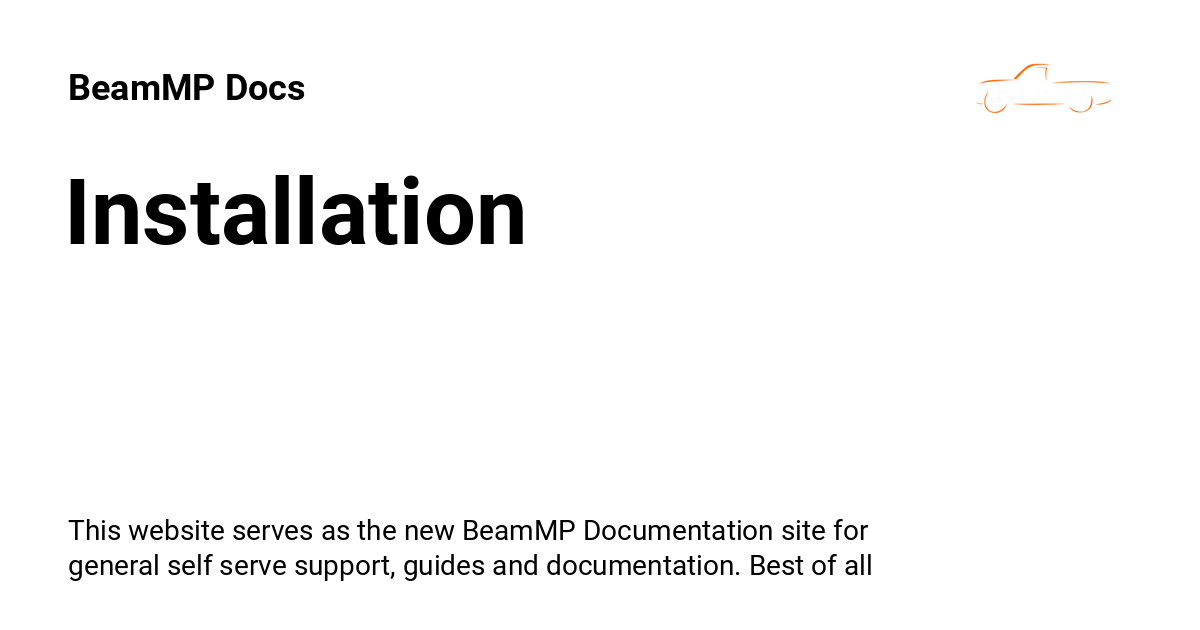 BeamMP Docs
Installation
This website serves as the new BeamMP Documentation site for
general self serve support, guides and documentation. Best of all